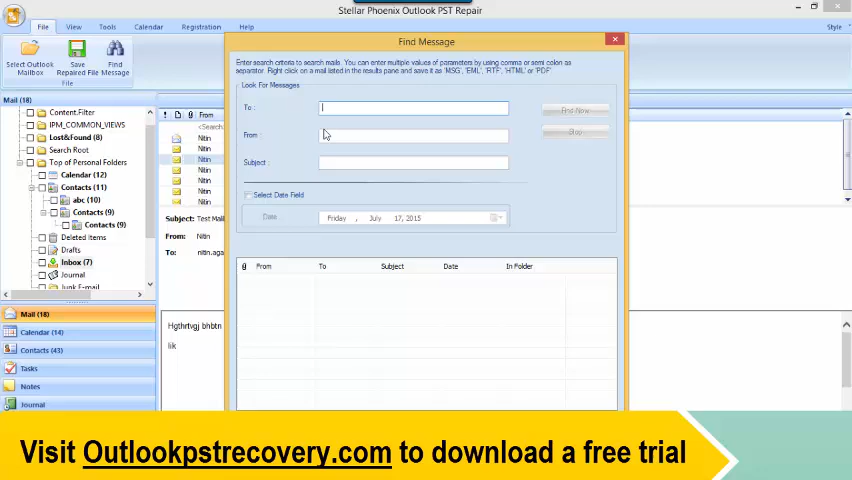 Stellar Phoenix Outlook PST Repair
File View Tools Calendar Registration Help Style
Select Outlook Mailbox
Save Repaired File
Find Message
File
Find Message
Enter search criteria to search mails. You can enter multiple values of parameters by using comma or semi colon as
separator. Right click on a mail listed in the results pane and save it as 'MSG', 'EML', 'RTF', 'HTML' or 'PDF'
Look For Messages
To :
Find Now
From :
Stop
Subject :
Select Date Field
Date : Friday , July 17, 2015
From To Subject Date In Folder
Mail (18)
Content.Filter
IPM_COMMON_VIEWS
Lost&Found (8)
Search Root
Top of Personal Folders
Calendar (12)
Contacts (11)
abc (10)
Contacts (9)
Contacts (9)
Deleted Items
Drafts
Inbox (7)
Journal
Junk E-mail
! From
<Search.
Nitin
Nitin
Nitin
Nitin
Nitin
Nitin
Subject: Test Mail
From: Nitin
To: nitin.aga
Hgthrtvgj bhbtn
lik
Mail (18)
Calendar (14)
Contacts (43)
Tasks
Notes
Journal
Visit Outlookpstrecovery.com to download a free trial